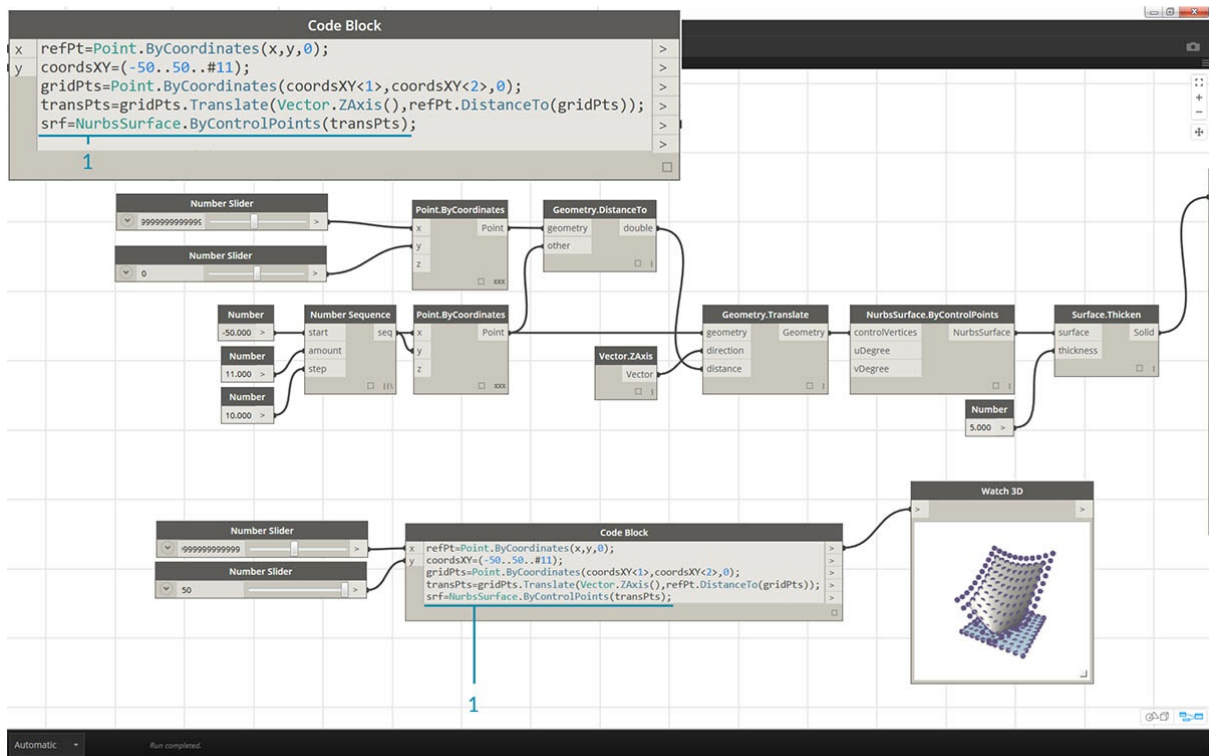 Code Block
x refPt=Point.ByCoordinates(x,y,0); >
y coordsXY=(-50..50..#11); >
gridPts=Point.ByCoordinates(coordsXY<1>,coordsXY<2>,0); >
transPts=gridPts.Translate(Vector.ZAxis(),refPt.DistanceTo(gridPts)); >
srf=NurbsSurface.ByControlPoints(transPts); >
>
1
Number Slider
>
Number Slider
0 >
Point.ByCoordinates
x Point
y
z
xxx
Geometry.DistanceTo
geometry double
other
Number
-50.000 >
Number
11.000 >
Number
10.000 >
Number Sequence
start seq
amount
step
Point.ByCoordinates
x Point
y
z
xxx
Vector.ZAxis
Vector
Geometry.Translate
geometry Geometry
direction
distance
NurbsSurface.ByControlPoints
controlVertices NurbsSurface
uDegree
vDegree
Surface.Thicken
surface Solid
thickness
Number
5.000 >
Number Slider
>
Number Slider
50 >
Code Block
x refPt=Point.ByCoordinates(x,y,0); >
y coordsXY=(-50..50..#11); >
gridPts=Point.ByCoordinates(coordsXY<1>,coordsXY<2>,0); >
transPts=gridPts.Translate(Vector.ZAxis(),refPt.DistanceTo(gridPts)); >
srf=NurbsSurface.ByControlPoints(transPts); >
1
Watch 3D
> >
Automatic
Run completed.